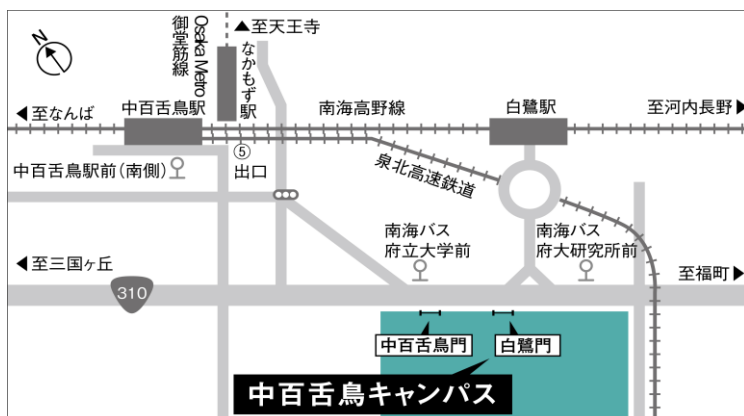 N
▲至天王寺
Osaka Metro
御堂筋線
なかもず駅
◀至なんば
中百舌鳥駅
南海高野線
白鷺駅
至河内長野▶
中百舌鳥駅前（南側）
⑤
出口
泉北高速鉄道
南海バス
府立大学前
南海バス
府大研究所前
◀至三国ヶ丘
至福町▶
310
中百舌鳥門
白鷺門
中百舌鳥キャンパス